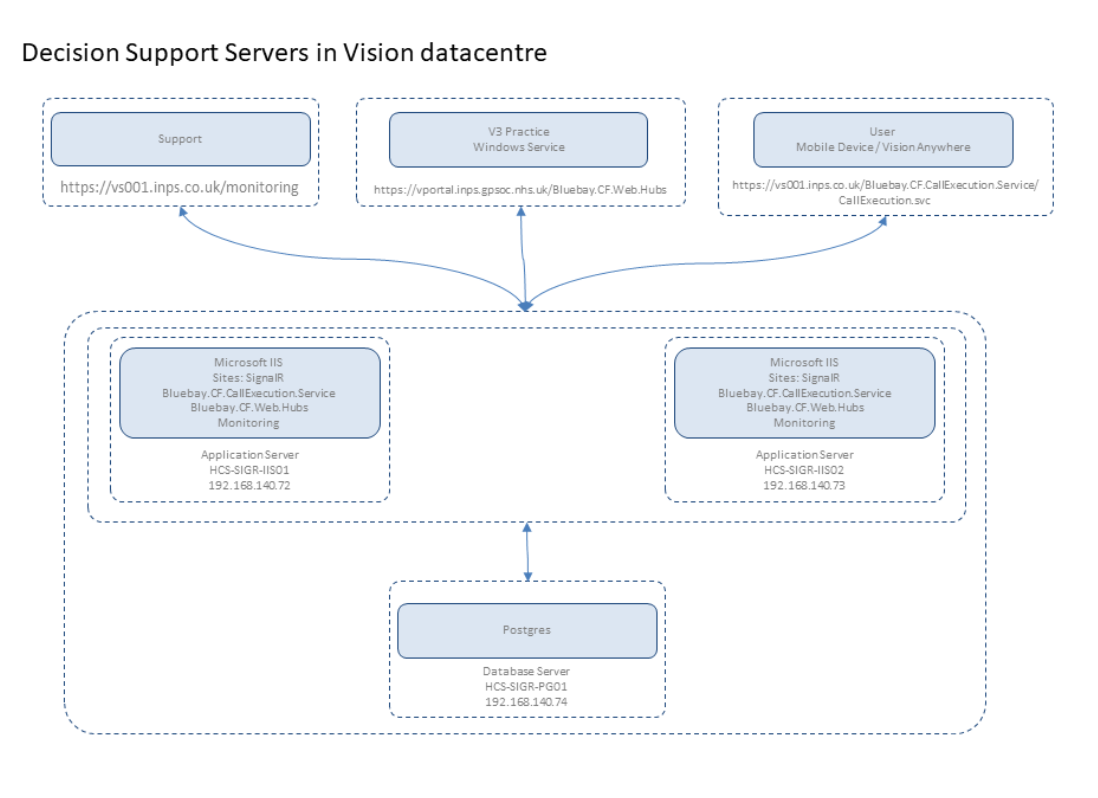 Decision Support Servers in Vision datacentre
Support
https://vs001.inps.co.uk/monitoring
V3 Practice
Windows Service
https://vportal.inps.gpsoc.nhs.uk/Bluebay.CF.Web.Hubs
User
Mobile Device / Vision Anywhere
https://vs001.inps.co.uk/Bluebay.CF.CallExecution.Service/
CallExecution.svc
Microsoft IIS
Sites: SignalR
Bluebay.CF.CallExecution.Service
Bluebay.CF.Web.Hubs
Monitoring
Application Server
HCS-SIGR-IIS01
192.168.140.72
Microsoft IIS
Sites: SignalR
Bluebay.CF.CallExecution.Service
Bluebay.CF.Web.Hubs
Monitoring
Application Server
HCS-SIGR-IIS02
192.168.140.73
Postgres
Database Server
HCS-SIGR-PG01
192.168.140.74